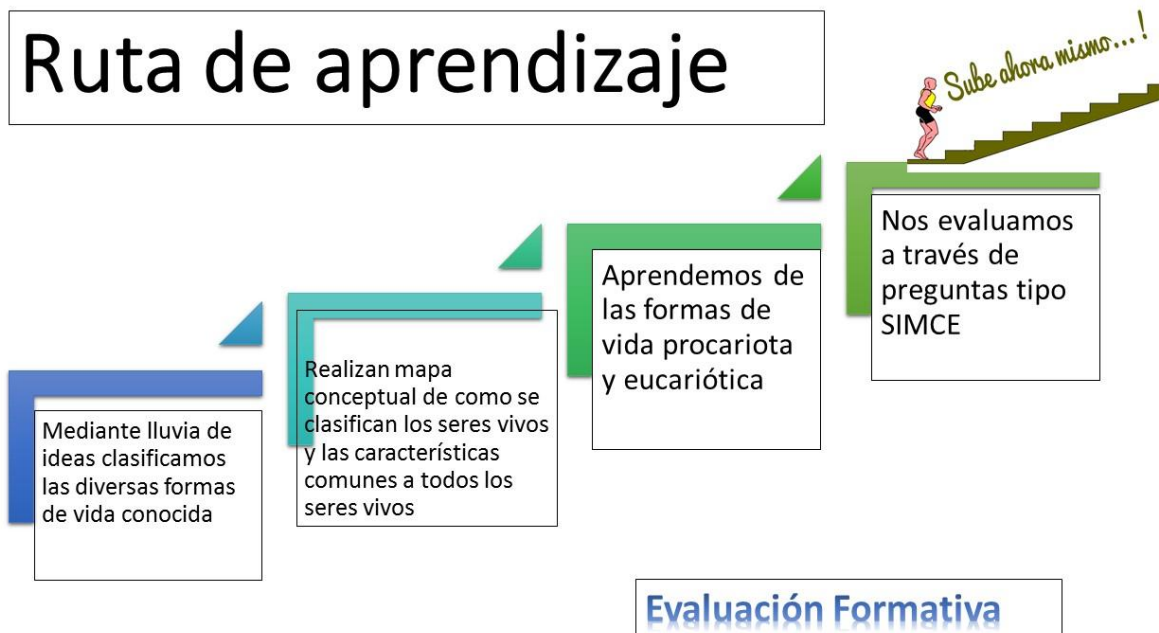 Ruta de aprendizaje
Sube ahora mismo...!
Mediante lluvia de
ideas clasificamos
las diversas formas
de vida conocida
Realizan mapa
conceptual de como se
clasifican los seres vivos
y las características
comunes a todos los
seres vivos
Aprendemos de
las formas de
vida procariota
y eucariótica
Nos evaluamos
a través de
preguntas tipo
SIMCE
Evaluación Formativa